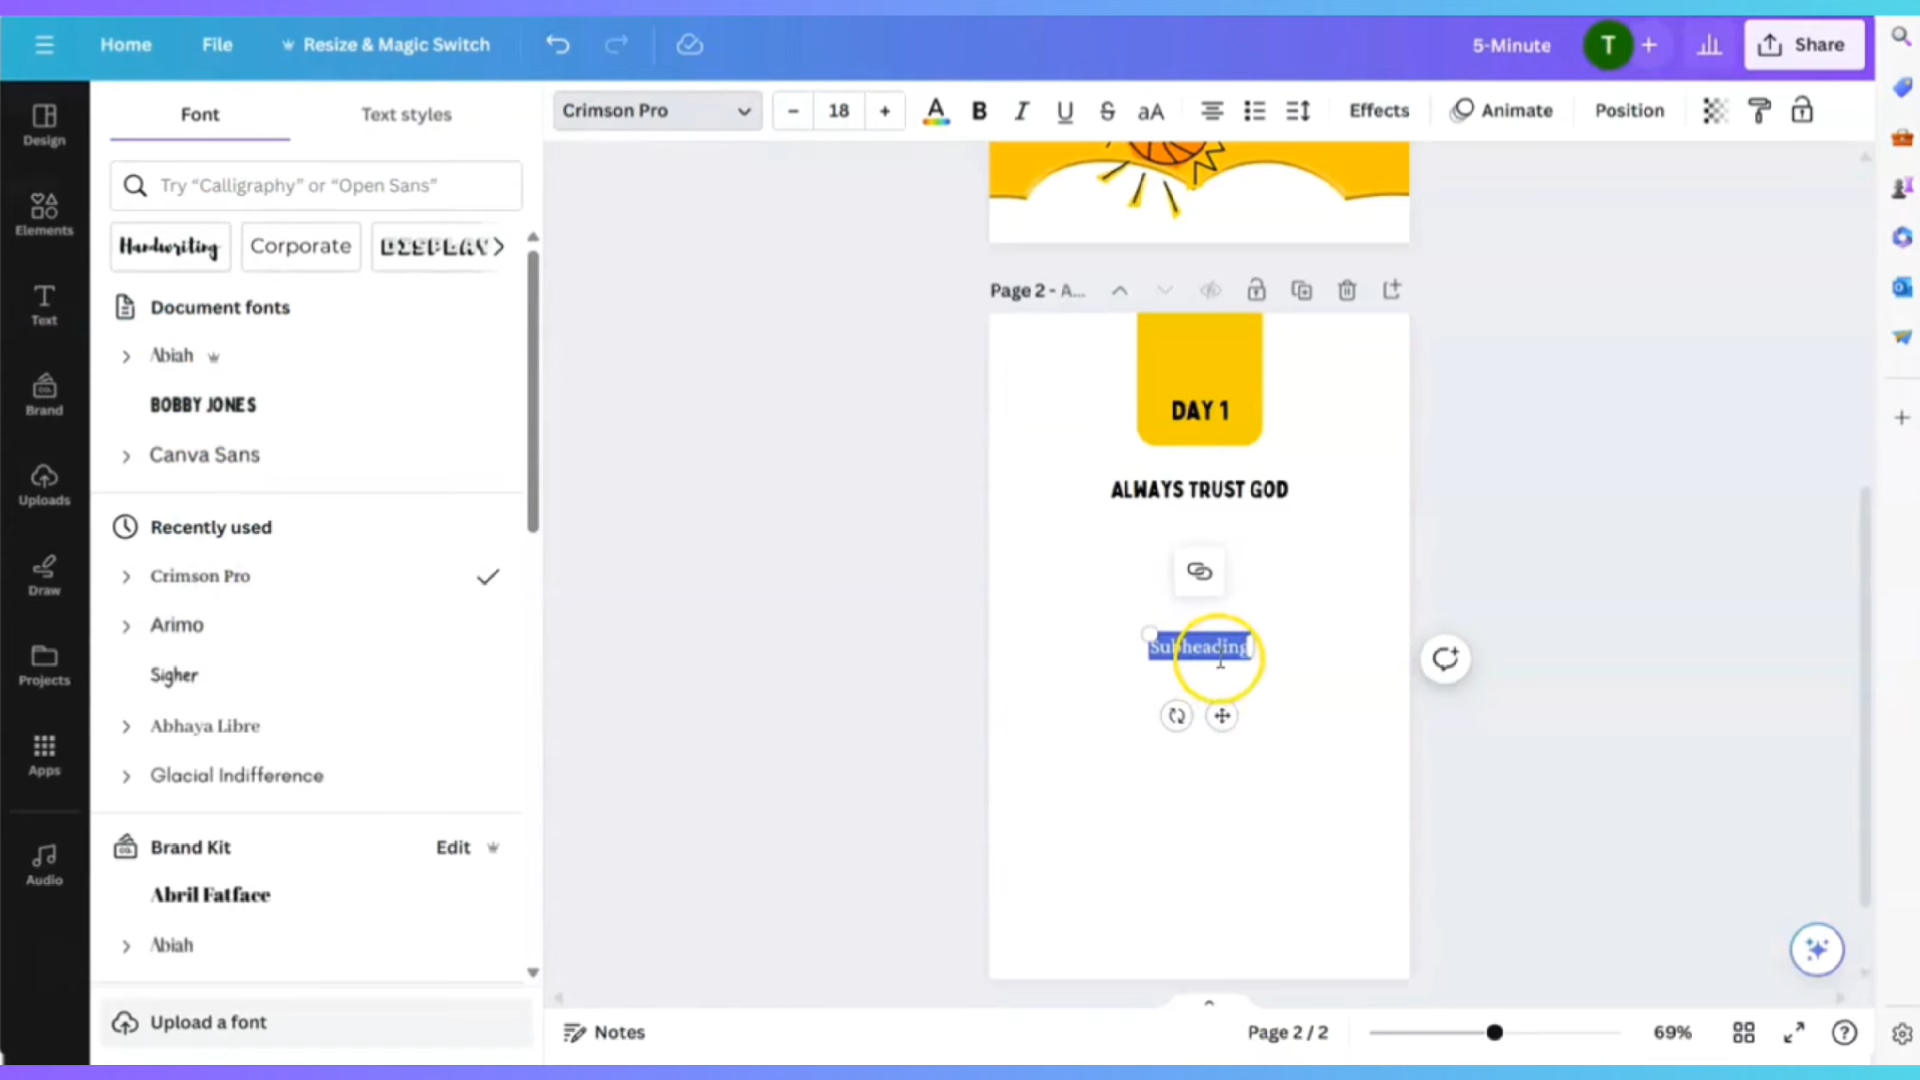 Home File Resize & Magic Switch 5-Minute T Share
Design
Elements
Text
Brand
Uploads
Draw
Projects
Apps
Audio
Font Text styles
Try “Calligraphy” or “Open Sans”
Handwriting Corporate DISPLAY
Document fonts
Abiah
BOBBY JONES
Canva Sans
Recently used
Crimson Pro
Arimo
Sigher
Abhaya Libre
Glacial Indifference
Brand Kit Edit
Abril Fatface
Abiah
Upload a font
Crimson Pro - 18 + A B I U S aA Effects Animate Position
Page 2 - A...
DAY 1
ALWAYS TRUST GOD
Subheading
Notes Page 2 / 2 69%